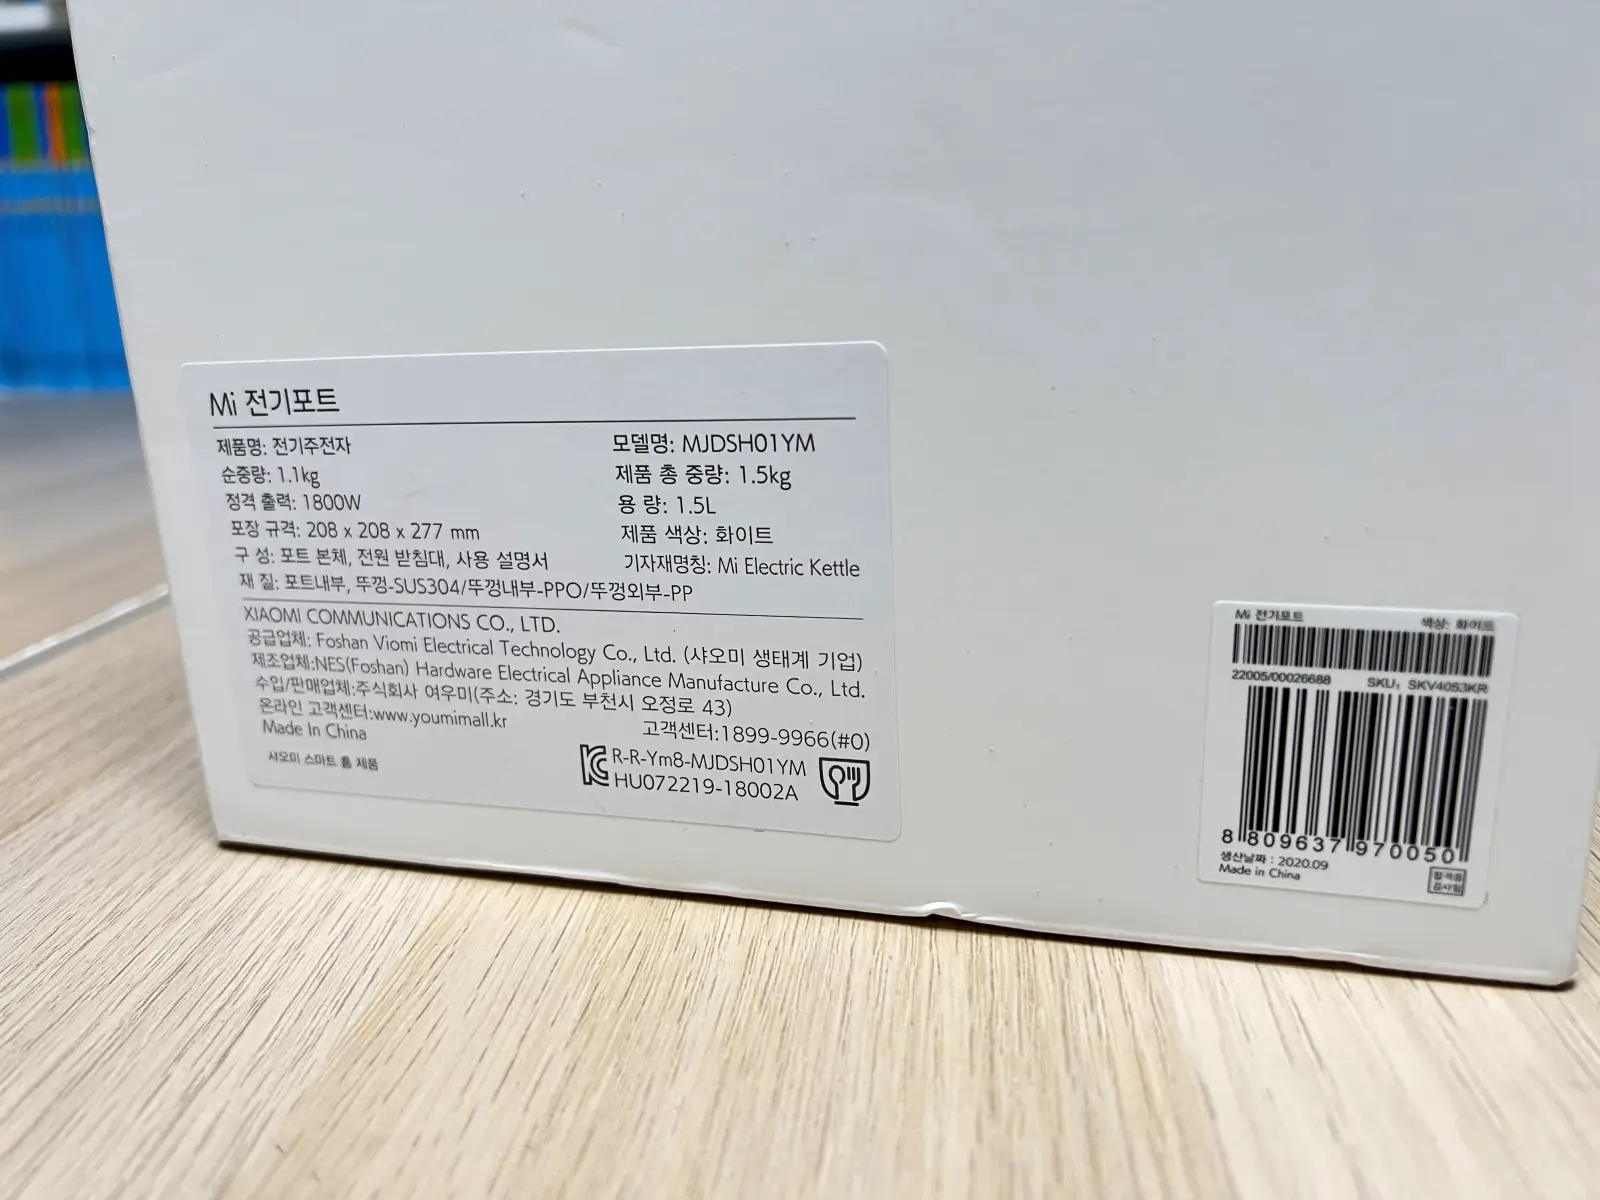 Mi 전기포트
제품명: 전기주전자
모델명: MJDSH01YM
순중량: 1.1kg
제품 총 중량: 1.5kg
정격 출력: 1800W
용 량: 1.5L
포장 규격: 208 x 208 x 277 mm
제품 색상: 화이트
구 성: 포트 본체, 전원 받침대, 사용 설명서
기자재명칭: Mi Electric Kettle
재 질: 포트내부, 뚜껑-SUS304/뚜껑내부-PPO/뚜껑외부-PP
XIAOMI COMMUNICATIONS CO., LTD.
공급업체: Foshan Viomi Electrical Technology Co., Ltd. (샤오미 생태계 기업)
제조업체:NES(Foshan) Hardware Electrical Appliance Manufacture Co., Ltd.
수입/판매업체:주식회사 여우미(주소: 경기도 부천시 오정로 43)
온라인 고객센터:www.youmimall.kr
고객센터:1899-9966(#0)
Made In China
샤오미 스마트 홈 제품
R-R-Ym8-MJDSH01YM
HU072219-18002A
Mi 전기포트
색상: 화이트
22005/00026688
SKU: SKV4053KR
8 809637 970050
생산날짜 : 2020.09
Made in China
합격품
검사필